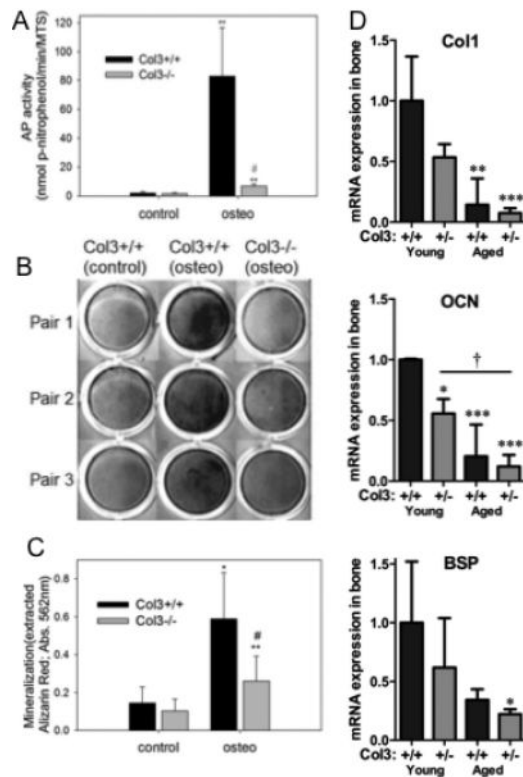 A
AP activity
(nmol p-nitrophenol/min/MTS)
120
100
80
60
40
20
0
Col3+/+
Col3-/-
**
#
**
control
osteo
B
Col3+/+
(control)
Col3+/+
(osteo)
Col3-/-
(osteo)
Pair 1
Pair 2
Pair 3
C
Mineralization(extracted
Alizarin Red; Abs. 562nm)
0.8
0.6
0.4
0.2
0.0
Col3+/+
Col3-/-
*
#
**
control
osteo
D
Col1
mRNA expression in bone
1.5
1.0
0.5
0.0
**
***
Col3: +/+ +/- +/+ +/-
Young Aged
OCN
mRNA expression in bone
1.5
1.0
0.5
0.0
†
*
***
***
Col3: +/+ +/- +/+ +/-
Young Aged
BSP
mRNA expression in bone
1.5
1.0
0.5
0.0
*
Col3: +/+ +/- +/+ +/-
Young Aged